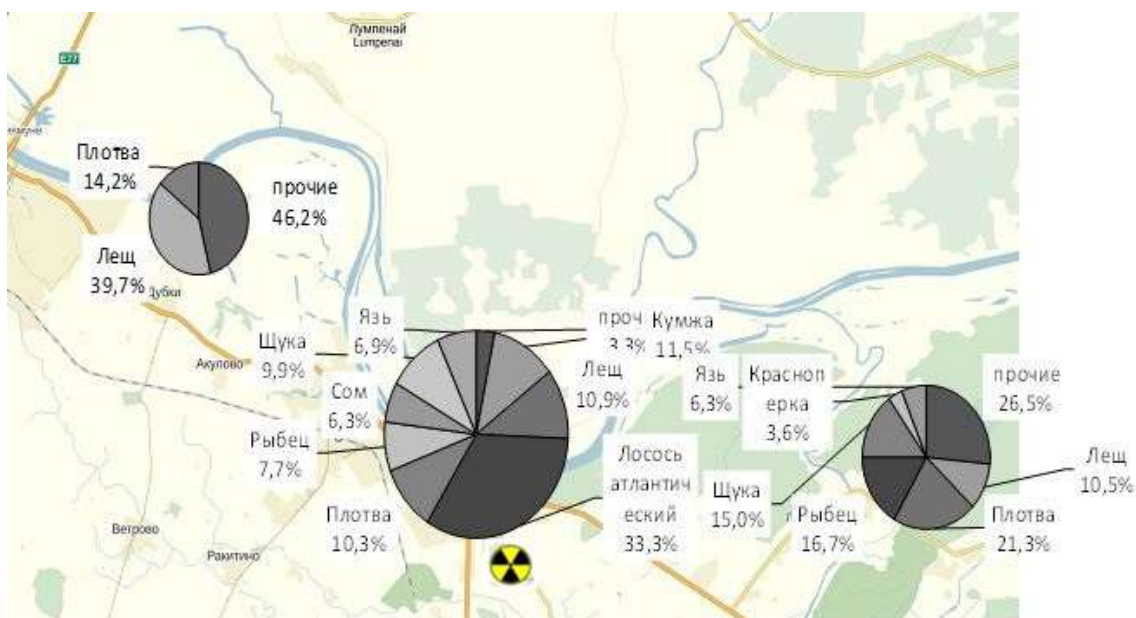 Лумпенай
Lumpenai
E77
Плотва
14,2%
прочие
46,2%
Лещ
39,7%
Дубки
Акулово
Ветрово
Ракитино
Язь
6,9%
Щука
9,9%
Сом
6,3%
Рыбец
7,7%
Плотва
10,3%
проч
3,3%
Кумжа
11,5%
Лещ
10,9%
Лосось
атлантич
еский
33,3%
Язь
6,3%
Красноп
ерка
3,6%
прочие
26,5%
Щука
15,0%
Рыбец
16,7%
Лещ
10,5%
Плотва
21,3%